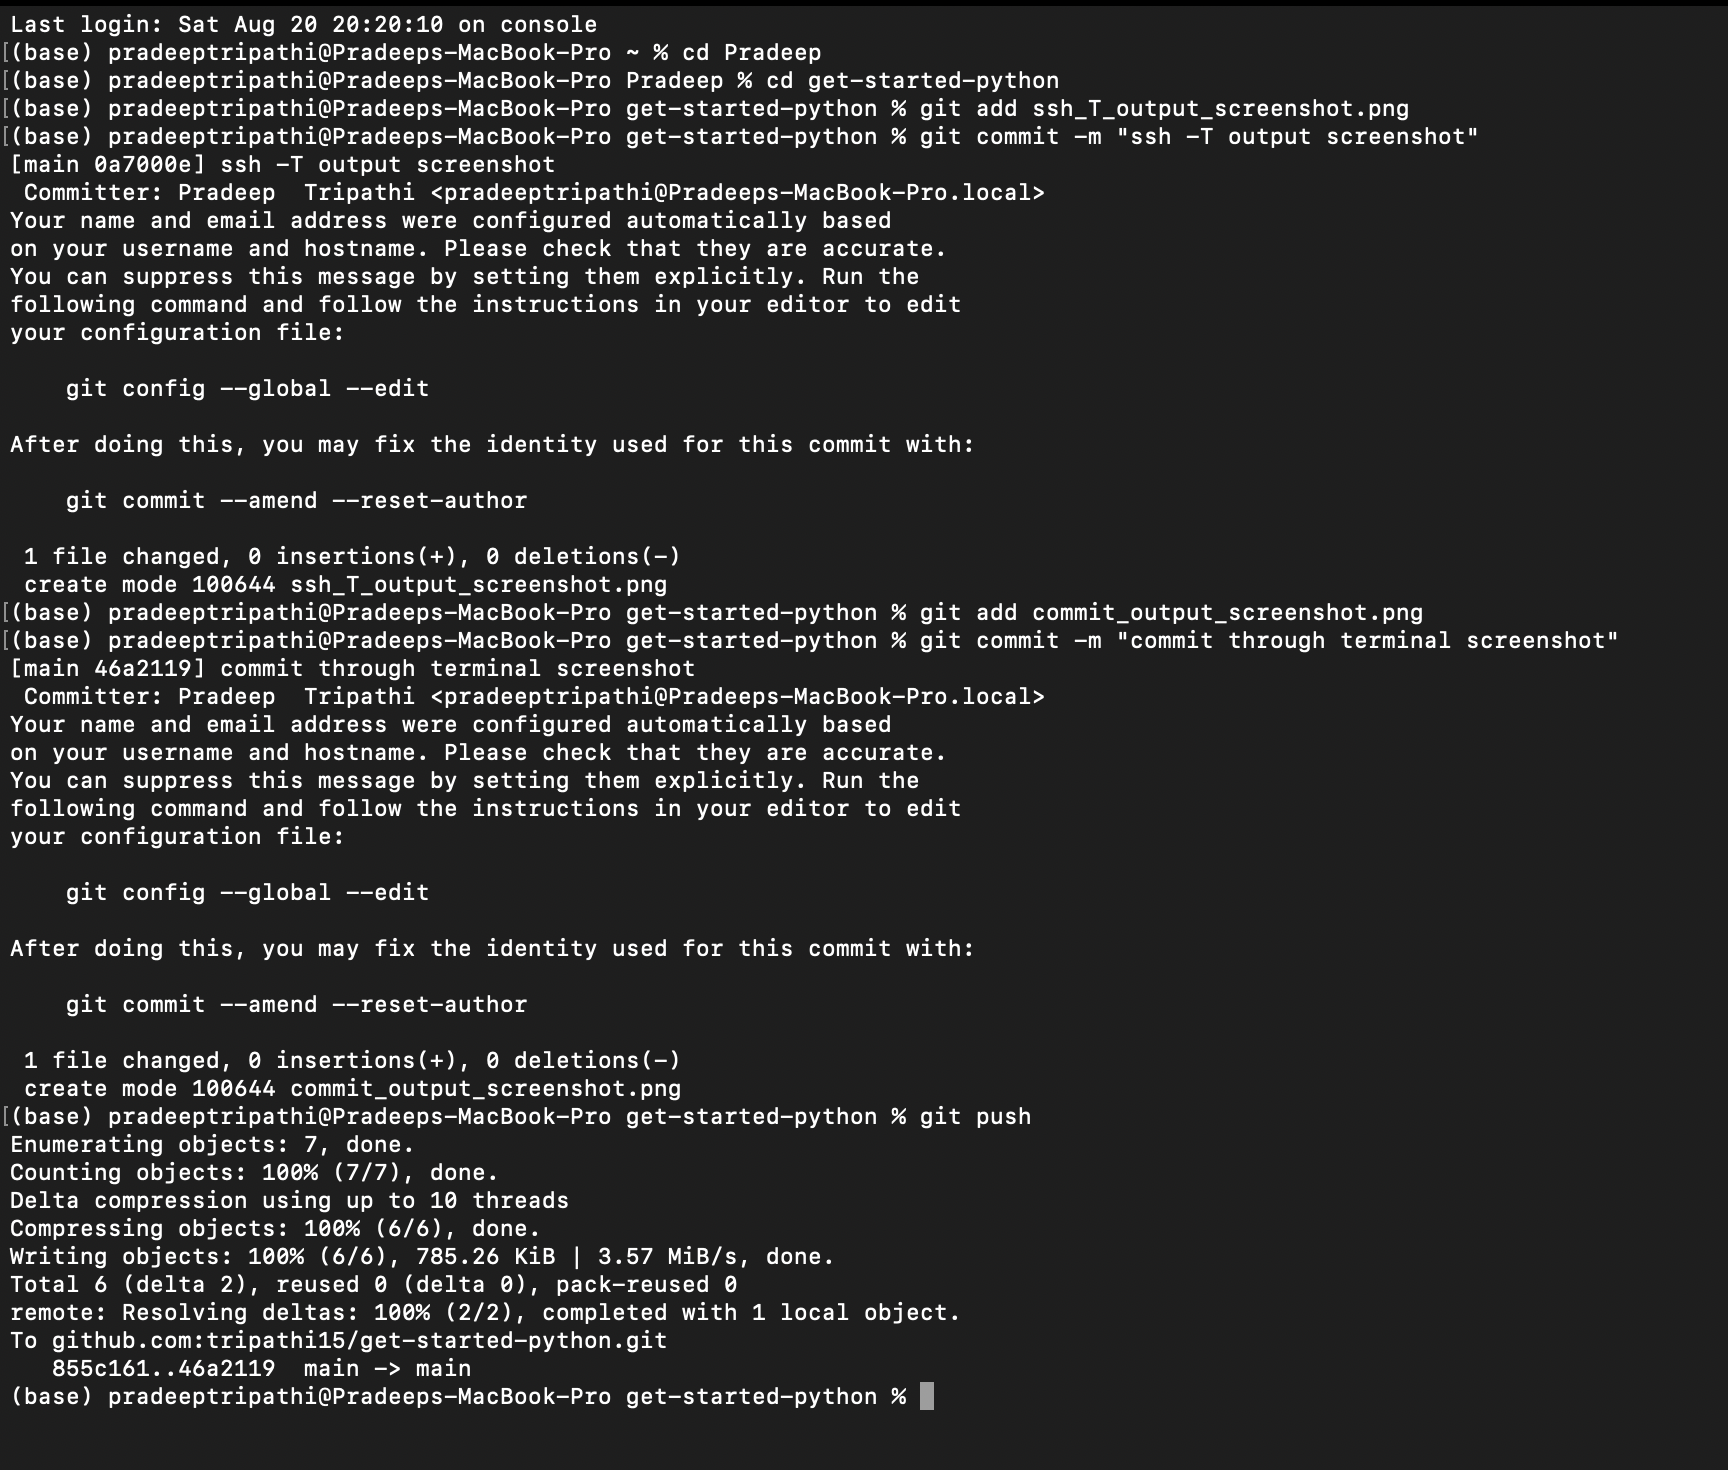 Last login: Sat Aug 20 20:20:10 on console
[(base) pradeeptripathi@Pradeeps-MacBook-Pro ~ % cd Pradeep
[(base) pradeeptripathi@Pradeeps-MacBook-Pro Pradeep % cd get-started-python
[(base) pradeeptripathi@Pradeeps-MacBook-Pro get-started-python % git add ssh_T_output_screenshot.png
[(base) pradeeptripathi@Pradeeps-MacBook-Pro get-started-python % git commit -m "ssh -T output screenshot"
[main 0a7000e] ssh -T output screenshot
 Committer: Pradeep  Tripathi <pradeeptripathi@Pradeeps-MacBook-Pro.local>
Your name and email address were configured automatically based
on your username and hostname. Please check that they are accurate.
You can suppress this message by setting them explicitly. Run the
following command and follow the instructions in your editor to edit
your configuration file:

    git config --global --edit

After doing this, you may fix the identity used for this commit with:

    git commit --amend --reset-author

 1 file changed, 0 insertions(+), 0 deletions(-)
 create mode 100644 ssh_T_output_screenshot.png
[(base) pradeeptripathi@Pradeeps-MacBook-Pro get-started-python % git add commit_output_screenshot.png
[(base) pradeeptripathi@Pradeeps-MacBook-Pro get-started-python % git commit -m "commit through terminal screenshot"
[main 46a2119] commit through terminal screenshot
 Committer: Pradeep  Tripathi <pradeeptripathi@Pradeeps-MacBook-Pro.local>
Your name and email address were configured automatically based
on your username and hostname. Please check that they are accurate.
You can suppress this message by setting them explicitly. Run the
following command and follow the instructions in your editor to edit
your configuration file:

    git config --global --edit

After doing this, you may fix the identity used for this commit with:

    git commit --amend --reset-author

 1 file changed, 0 insertions(+), 0 deletions(-)
 create mode 100644 commit_output_screenshot.png
[(base) pradeeptripathi@Pradeeps-MacBook-Pro get-started-python % git push
Enumerating objects: 7, done.
Counting objects: 100% (7/7), done.
Delta compression using up to 10 threads
Compressing objects: 100% (6/6), done.
Writing objects: 100% (6/6), 785.26 KiB | 3.57 MiB/s, done.
Total 6 (delta 2), reused 0 (delta 0), pack-reused 0
remote: Resolving deltas: 100% (2/2), completed with 1 local object.
To github.com:tripathi15/get-started-python.git
   855c161..46a2119  main -> main
(base) pradeeptripathi@Pradeeps-MacBook-Pro get-started-python %